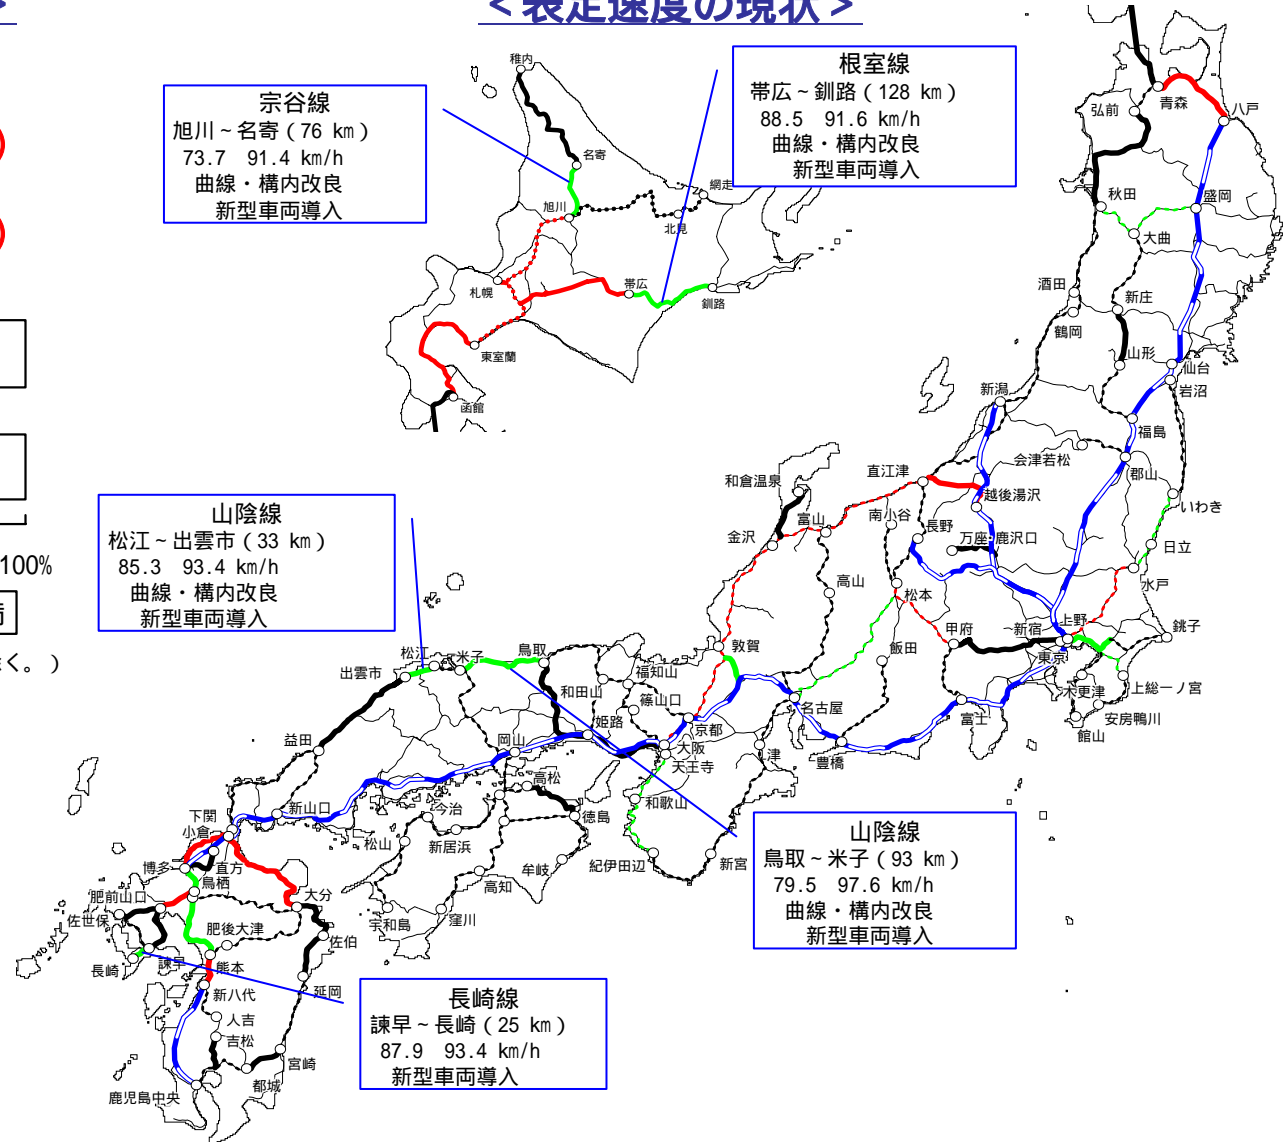 >
＜表定速度の現状＞
宗谷線
旭川～名寄（76 km）
73.7 91.4 km/h
曲線・構内改良
新型車両導入
根室線
帯広～釧路（128 km）
88.5 91.6 km/h
曲線・構内改良
新型車両導入
稚内
名寄
旭川
網走
北見
札幌
帯広
釧路
東室蘭
函館
青森
八戸
弘前
秋田
盛岡
大曲
酒田
新庄
鶴岡
山形
仙台
岩沼
新潟
福島
会津若松
郡山
いわき
日立
水戸
直江津
越後湯沢
和倉温泉
富山
南小谷
長野
金沢
万座・鹿沢口
高山
松本
飯田
甲府
新宿
上野
東京
銚子
木更津
上総一ノ宮
安房鴨川
館山
富士
敦賀
名古屋
豊橋
京都
大阪
天王寺
津
和歌山
紀伊田辺
新宮
山陰線
松江～出雲市（33 km）
85.3 93.4 km/h
曲線・構内改良
新型車両導入
100%
く。）
松江
米子
鳥取
出雲市
福知山
和田山
篠山口
姫路
岡山
益田
高松
新山口
下関
小倉
今治
徳島
松山
新居浜
博多
直方
鳥栖
高知
牟岐
肥前山口
大分
佐世保
宇和島
窪川
肥後大津
佐伯
長崎
諫早
熊本
新八代
延岡
人吉
吉松
宮崎
都城
鹿児島中央
山陰線
鳥取～米子（93 km）
79.5 97.6 km/h
曲線・構内改良
新型車両導入
長崎線
諫早～長崎（25 km）
87.9 93.4 km/h
新型車両導入